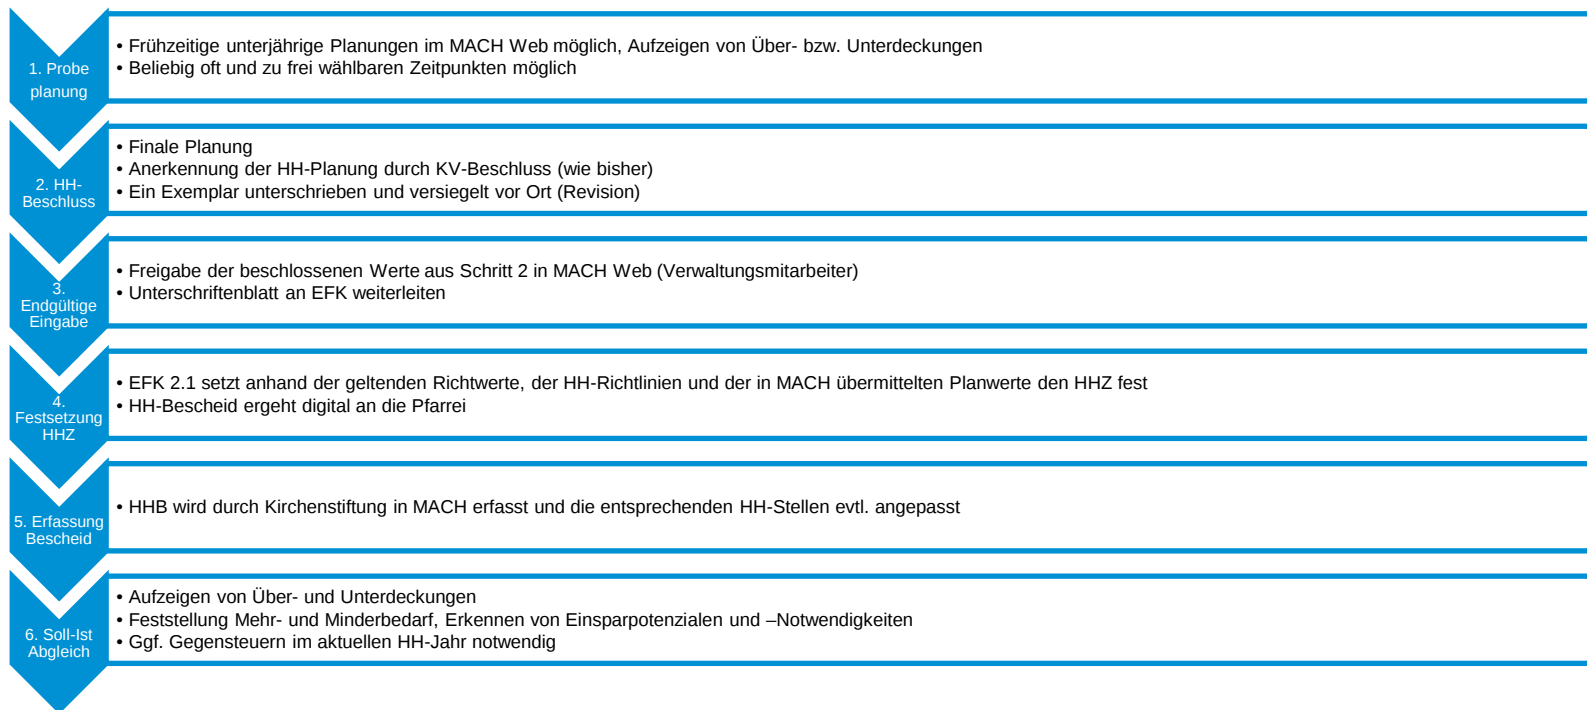 1. Probe
planung
• Frühzeitige unterjährige Planungen im MACH Web möglich, Aufzeigen von Über- bzw. Unterdeckungen
• Beliebig oft und zu frei wählbaren Zeitpunkten möglich
2. HH-
Beschluss
• Finale Planung
• Anerkennung der HH-Planung durch KV-Beschluss (wie bisher)
• Ein Exemplar unterschrieben und versiegelt vor Ort (Revision)
3.
Endgültige
Eingabe
• Freigabe der beschlossenen Werte aus Schritt 2 in MACH Web (Verwaltungsmitarbeiter)
• Unterschriftenblatt an EFK weiterleiten
4.
Festsetzung
HHZ
• EFK 2.1 setzt anhand der geltenden Richtwerte, der HH-Richtlinien und der in MACH übermittelten Planwerte den HHZ fest
• HH-Bescheid ergeht digital an die Pfarrei
5. Erfassung
Bescheid
• HHB wird durch Kirchenstiftung in MACH erfasst und die entsprechenden HH-Stellen evtl. angepasst
6. Soll-Ist
Abgleich
• Aufzeigen von Über- und Unterdeckungen
• Feststellung Mehr- und Minderbedarf, Erkennen von Einsparpotenzialen und –Notwendigkeiten
• Ggf. Gegensteuern im aktuellen HH-Jahr notwendig